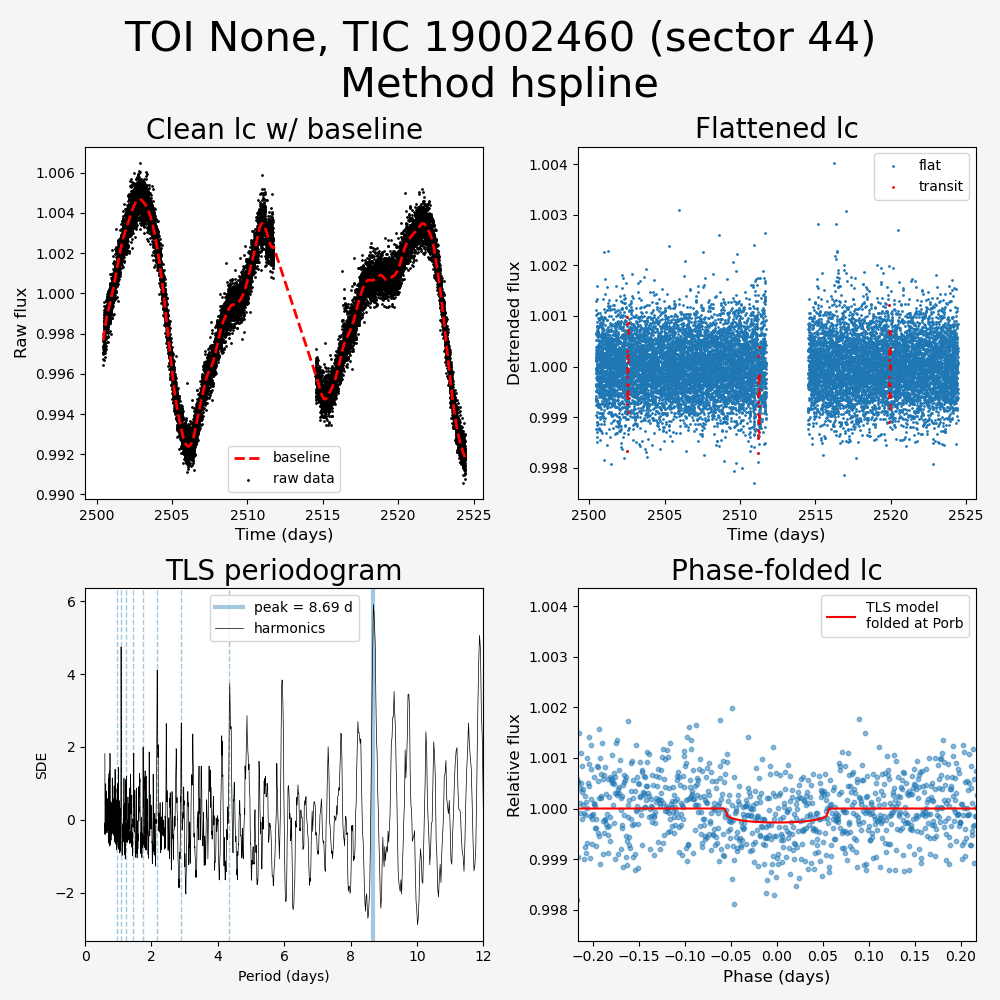 TOI None, TIC 19002460 (sector 44)
Method hspline
Clean lc w/ baseline
Raw flux
1.006
1.004
1.002
1.000
0.998
0.996
0.994
0.992
0.990
baseline
raw data
2500 2505 2510 2515 2520 2525
Time (days)
Flattened lc
Detrended flux
1.004
1.003
1.002
1.001
1.000
0.999
0.998
flat
transit
2500 2505 2510 2515 2520 2525
Time (days)
TLS periodogram
SDE
6
4
2
0
−2
peak = 8.69 d
harmonics
0 2 4 6 8 10 12
Period (days)
Phase-folded lc
Relative flux
1.004
1.003
1.002
1.001
1.000
0.999
0.998
TLS model
folded at Porb
−0.20 −0.15 −0.10 −0.05 0.00 0.05 0.10 0.15 0.20
Phase (days)